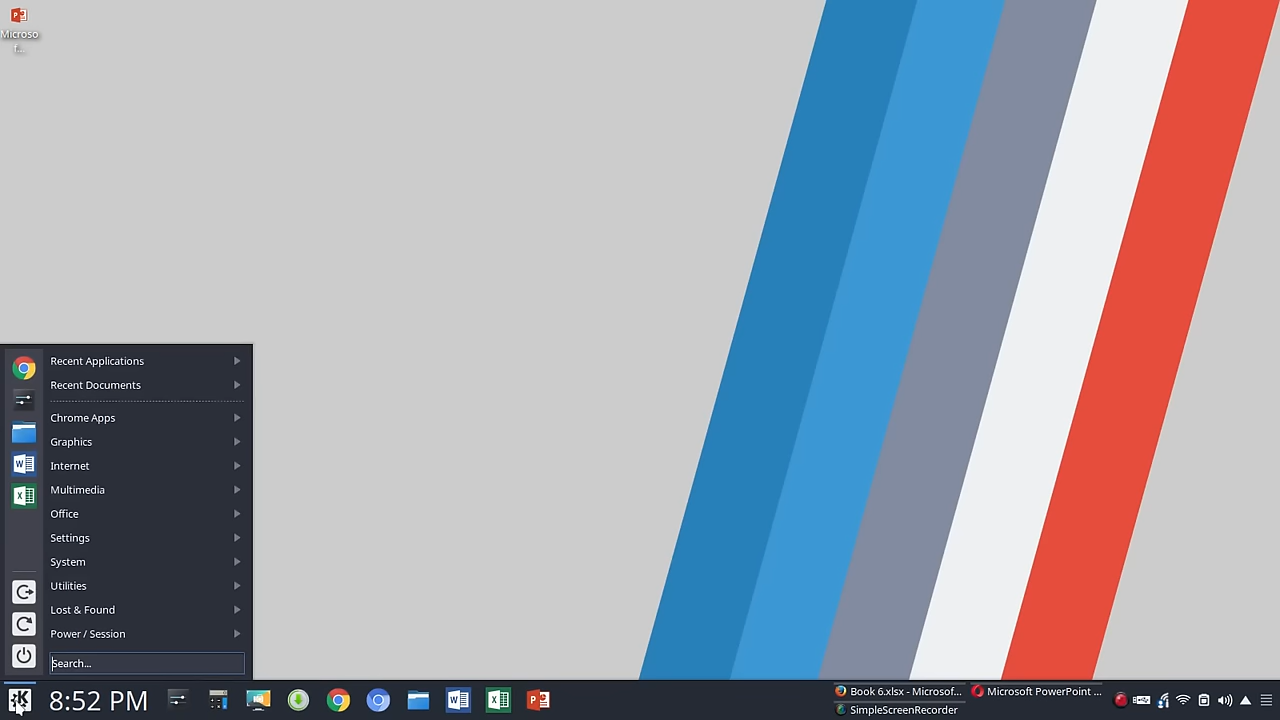 Microso
f...
Recent Applications
Recent Documents
Chrome Apps
Graphics
Internet
Multimedia
Office
Settings
System
Utilities
Lost & Found
Power / Session
Search...
8:52 PM
Book 6.xlsx - Microsof...
Microsoft PowerPoint ...
SimpleScreenRecorder